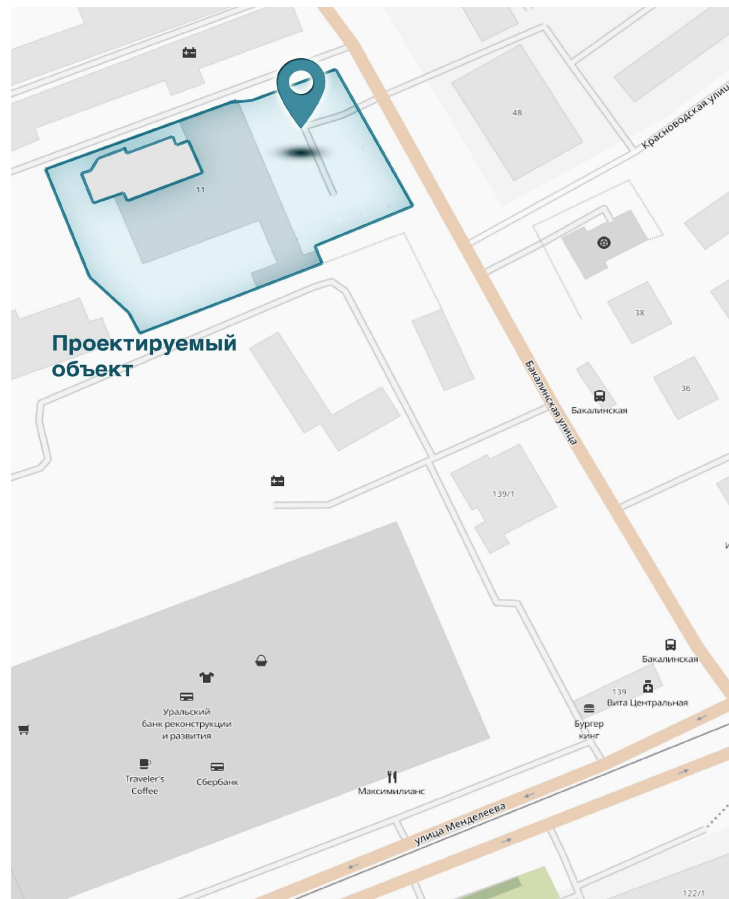 48
Красноводская улица
11
38
Проектируемый
объект
36
Бакалинская улица
Бакалинская
139/1
Бакалинская
139
Вита Центральная
Уральский
банк реконструкции
и развития
Бургер
кинг
Traveler's
Coffee
Сбербанк
Максимилианс
улица Менделеева
122/1